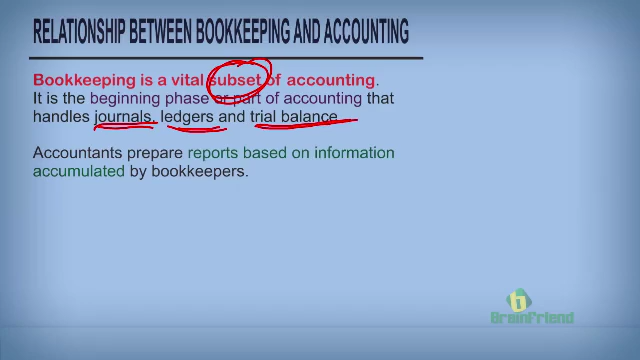 RELATIONSHIP BETWEEN BOOKKEEPING AND ACCOUNTING
Bookkeeping is a vital subset of accounting.
It is the beginning phase or part of accounting that
handles journals, ledgers and trial balance.
Accountants prepare reports based on information
accumulated by bookkeepers.
BrainFriend